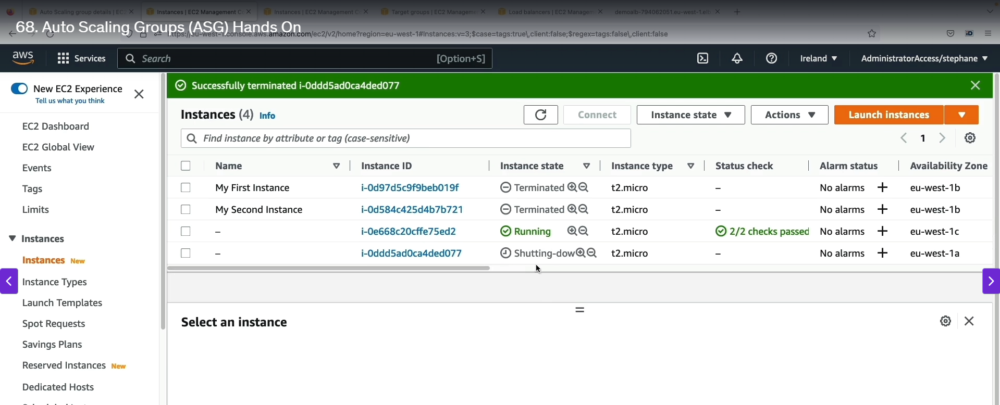 Auto Scaling group details | EC
Instances | EC2 Management C
Instances | EC2 Management C
Target groups | EC2 Manageme
Load balancers | EC2 Managem
demoalb-794062051.eu-west-1.elb
68. Auto Scaling Groups (ASG) Hands On
https://eu-west-1.console.aws.amazon.com/ec2/v2/home?region=eu-west-1#Instances:v=3;$case=tags:true\,client:false;$regex=tags:false\,client:false
aws
Services
Search
[Option+S]
Ireland
AdministratorAccess/stephane
New EC2 Experience
Tell us what you think
EC2 Dashboard
EC2 Global View
Events
Tags
Limits
Instances
Instances New
Instance Types
Launch Templates
Spot Requests
Savings Plans
Reserved Instances New
Dedicated Hosts
Successfully terminated i-0ddd5ad0ca4ded077
Instances (4) Info
Connect
Instance state
Actions
Launch instances
Find instance by attribute or tag (case-sensitive)
1
Name Instance ID Instance state Instance type Status check Alarm status Availability Zone
My First Instance i-0d97d5c9f9beb019f Terminated t2.micro – No alarms + eu-west-1b
My Second Instance i-0d584c425d4b7b721 Terminated t2.micro – No alarms + eu-west-1b
– i-0e668c20cffe75ed2 Running t2.micro 2/2 checks passed No alarms + eu-west-1c
– i-0ddd5ad0ca4ded077 Shutting-dow t2.micro – No alarms + eu-west-1a
Select an instance